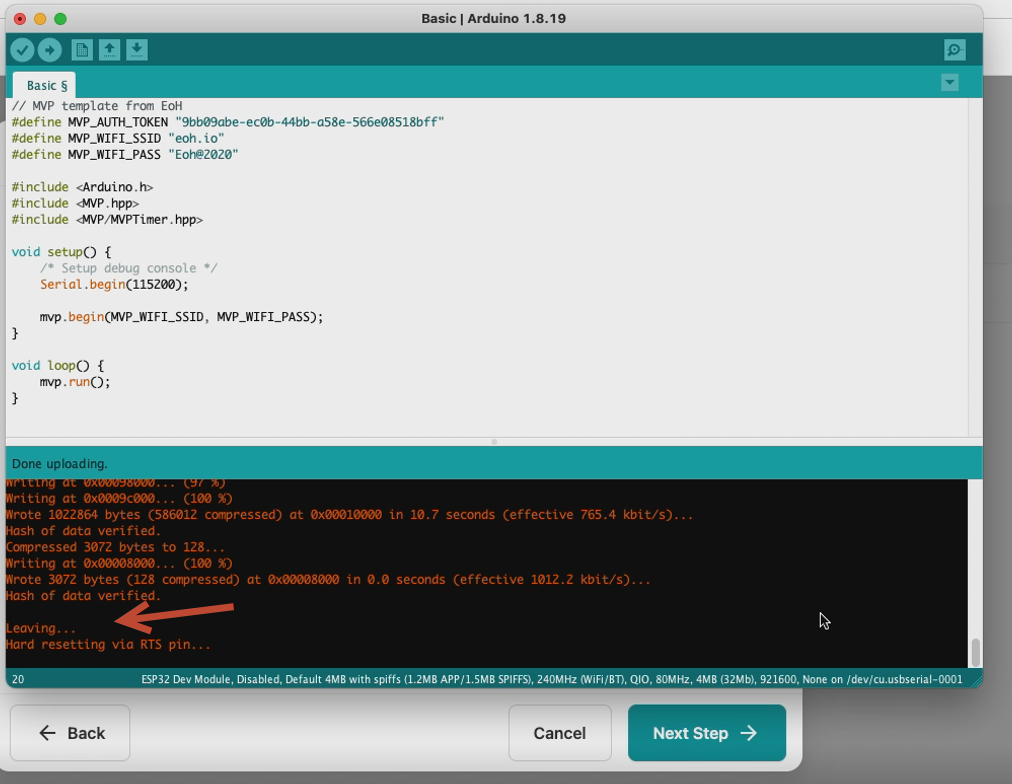 Basic | Arduino 1.8.19
Basic §
// MVP template from EoH
#define MVP_AUTH_TOKEN "9bb09abe-ec0b-44bb-a58e-566e08518bff"
#define MVP_WIFI_SSID "eoh.io"
#define MVP_WIFI_PASS "Eoh@2020"
#include <Arduino.h>
#include <MVP.hpp>
#include <MVP/MVPTimer.hpp>
void setup() {
/* Setup debug console */
Serial.begin(115200);
mvp.begin(MVP_WIFI_SSID, MVP_WIFI_PASS);
}
void loop() {
mvp.run();
}
Done uploading.
Writing at 0x00098000... (97 %)
Writing at 0x0009c000... (100 %)
Wrote 1022864 bytes (586012 compressed) at 0x00010000 in 10.7 seconds (effective 765.4 kbit/s)...
Hash of data verified.
Compressed 3072 bytes to 128...
Writing at 0x00008000... (100 %)
Wrote 3072 bytes (128 compressed) at 0x00008000 in 0.0 seconds (effective 1012.2 kbit/s)...
Hash of data verified.
Leaving...
Hard resetting via RTS pin...
20 ESP32 Dev Module, Disabled, Default 4MB with spiffs (1.2MB APP/1.5MB SPIFFS), 240MHz (WiFi/BT), QIO, 80MHz, 4MB (32Mb), 921600, None on /dev/cu.usbserial-0001
Back Cancel Next Step